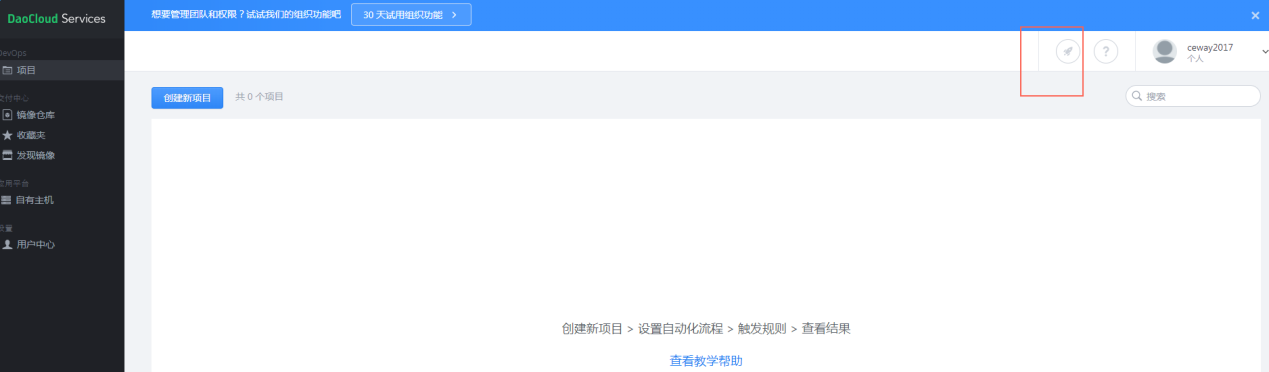 DaoCloud Services
想要管理团队和权限？试试我们的组织功能吧
30 天试用组织功能
DevOps
项目
交付中心
镜像仓库
收藏夹
发现镜像
应用平台
自有主机
设置
用户中心
?
ceway2017
个人
创建新项目
共 0 个项目
搜索
创建新项目 > 设置自动化流程 > 触发规则 > 查看结果
查看教学帮助